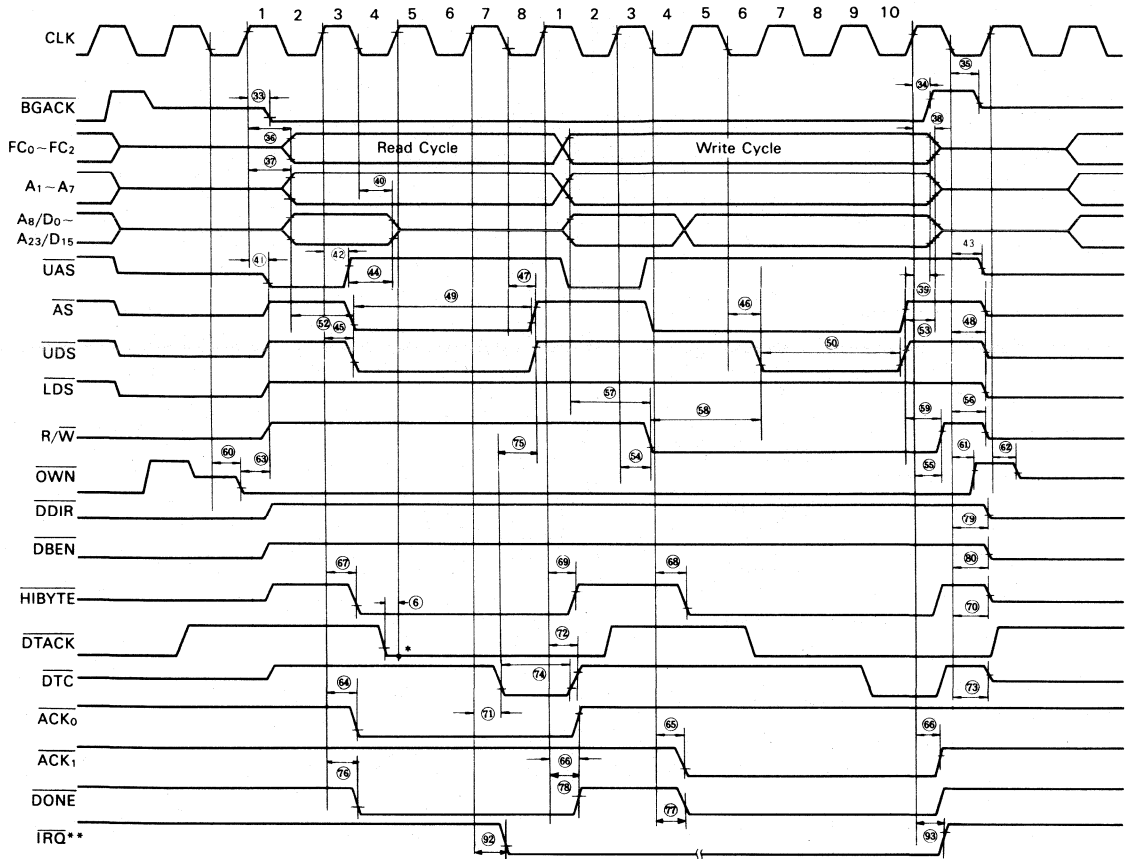 1 2 3 4 5 6 7 8 1 2 3 4 5 6 7 8 9 10
CLK
㉟
㉞
㉝
BGACK
㊱ ㊳
FC₀~FC₂ Read Cycle Write Cycle
㊲
A₁~A₇ ㊵
A₈/D₀~
A₂₃/D₁₅
㊶ ㊷ 43
UAS ㊹ ㊼
㊴
AS ㊾ ㊻ 53 ㊽
52 ㊺
UDS ㊿
LDS 57 56
58 59
R/W 75 54 55
60 63 61 62
OWN
DDIR 79
DBEN 80
67 69 68
HIBYTE ⑥ 70
DTACK * 72
DTC 74
64 71 73
ACK₀ 65 66
ACK₁ 66
76
DONE 78 77
IRQ** 92 93